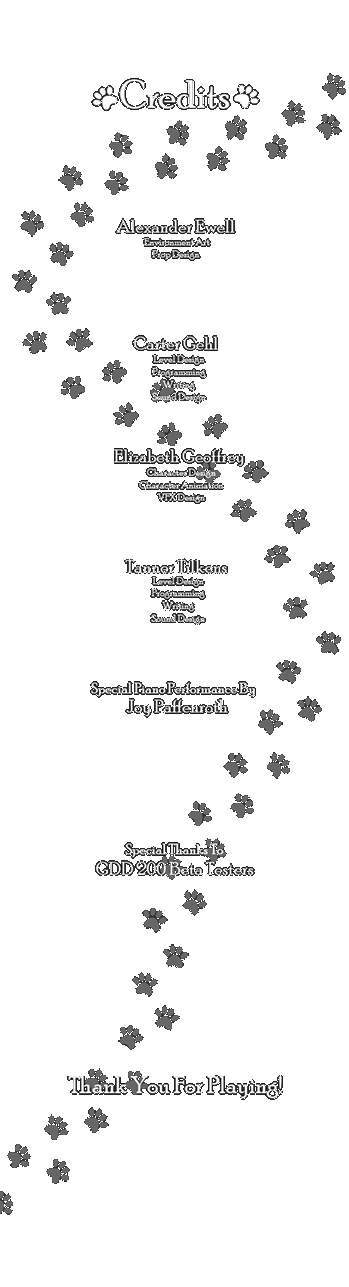 Credits
Alexander Ewell
Environment Art
Prop Design
Carter Gehl
Level Design
Programming
Writing
Sound Design
Elizabeth Geoffrey
Character Design
Character Animation
VFX Design
Tanner Tilkens
Level Design
Programming
Writing
Sound Design
Special Piano Performance By
Joy Paffenroth
Special Thanks To
GDD 200 Beta Testers
Thank You For Playing!